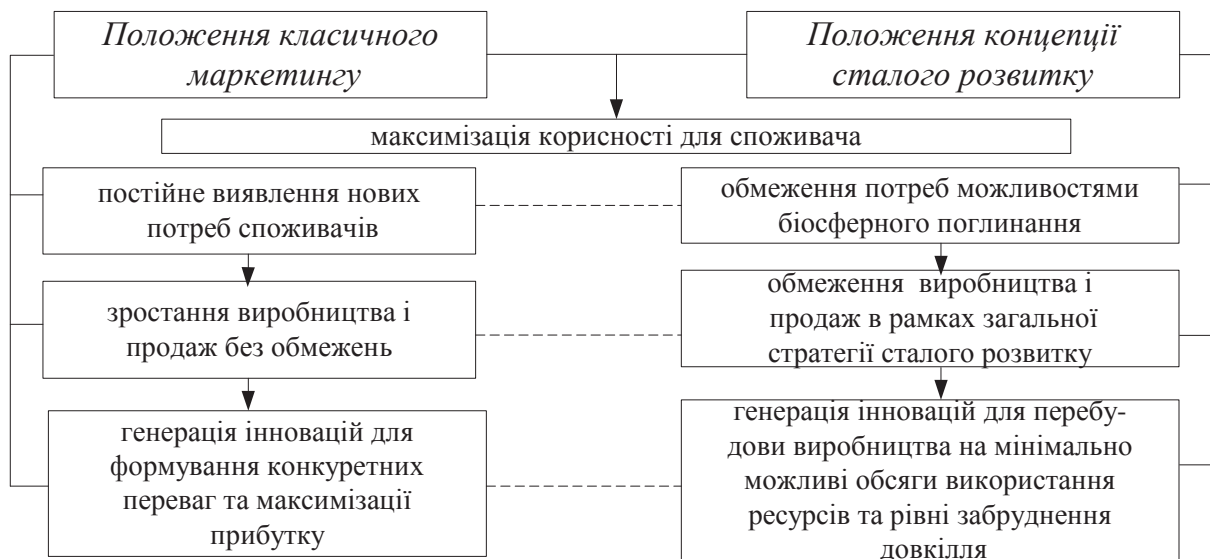 Положення класичного
маркетингу
Положення концепції
сталого розвитку
максимізація корисності для споживача
постійне виявлення нових
потреб споживачів
обмеження потреб можливостями
біосферного поглинання
зростання виробництва і
продаж без обмежень
обмеження виробництва і
продаж в рамках загальної
стратегії сталого розвитку
генерація інновацій для
формування конкуретних
переваг та максимізації
прибутку
генерація інновацій для перебу-
дови виробництва на мінімально
можливі обсяги використання
ресурсів та рівні забруднення
довкілля